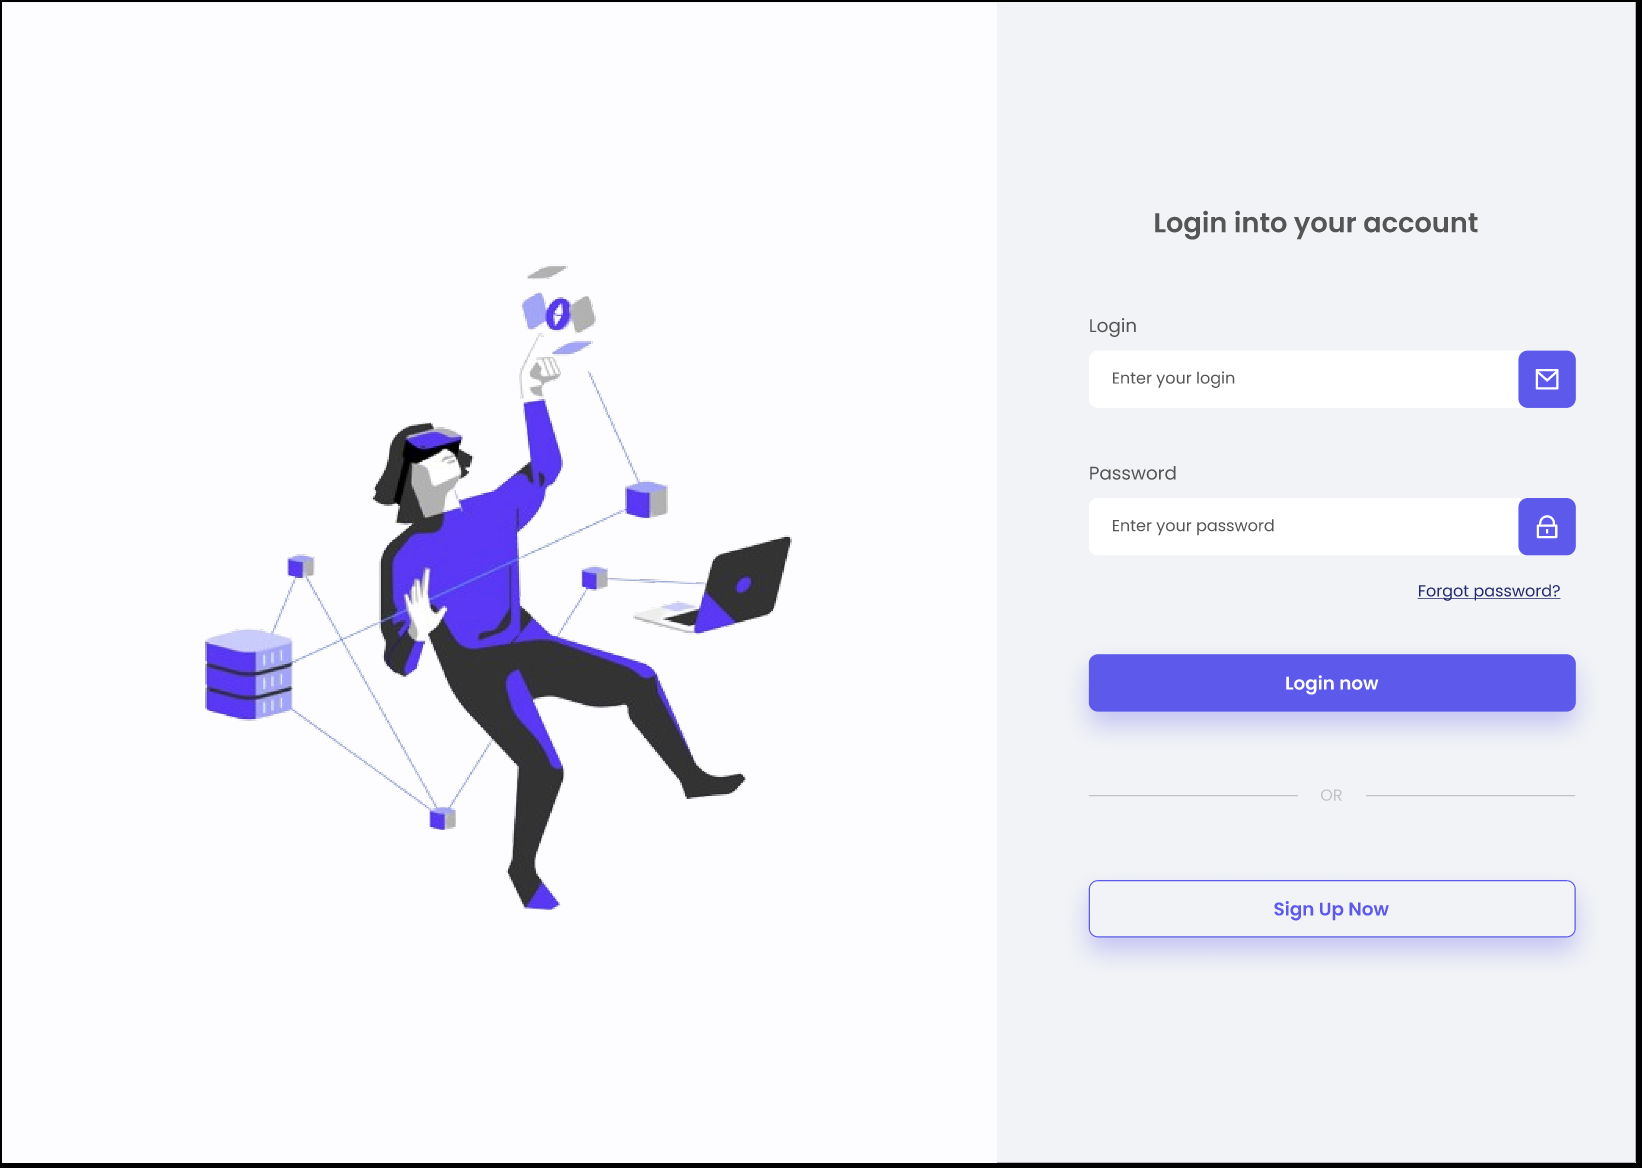 Login into your account
Login
Enter your login
Password
Enter your password
Forgot password?
Login now
OR
Sign Up Now